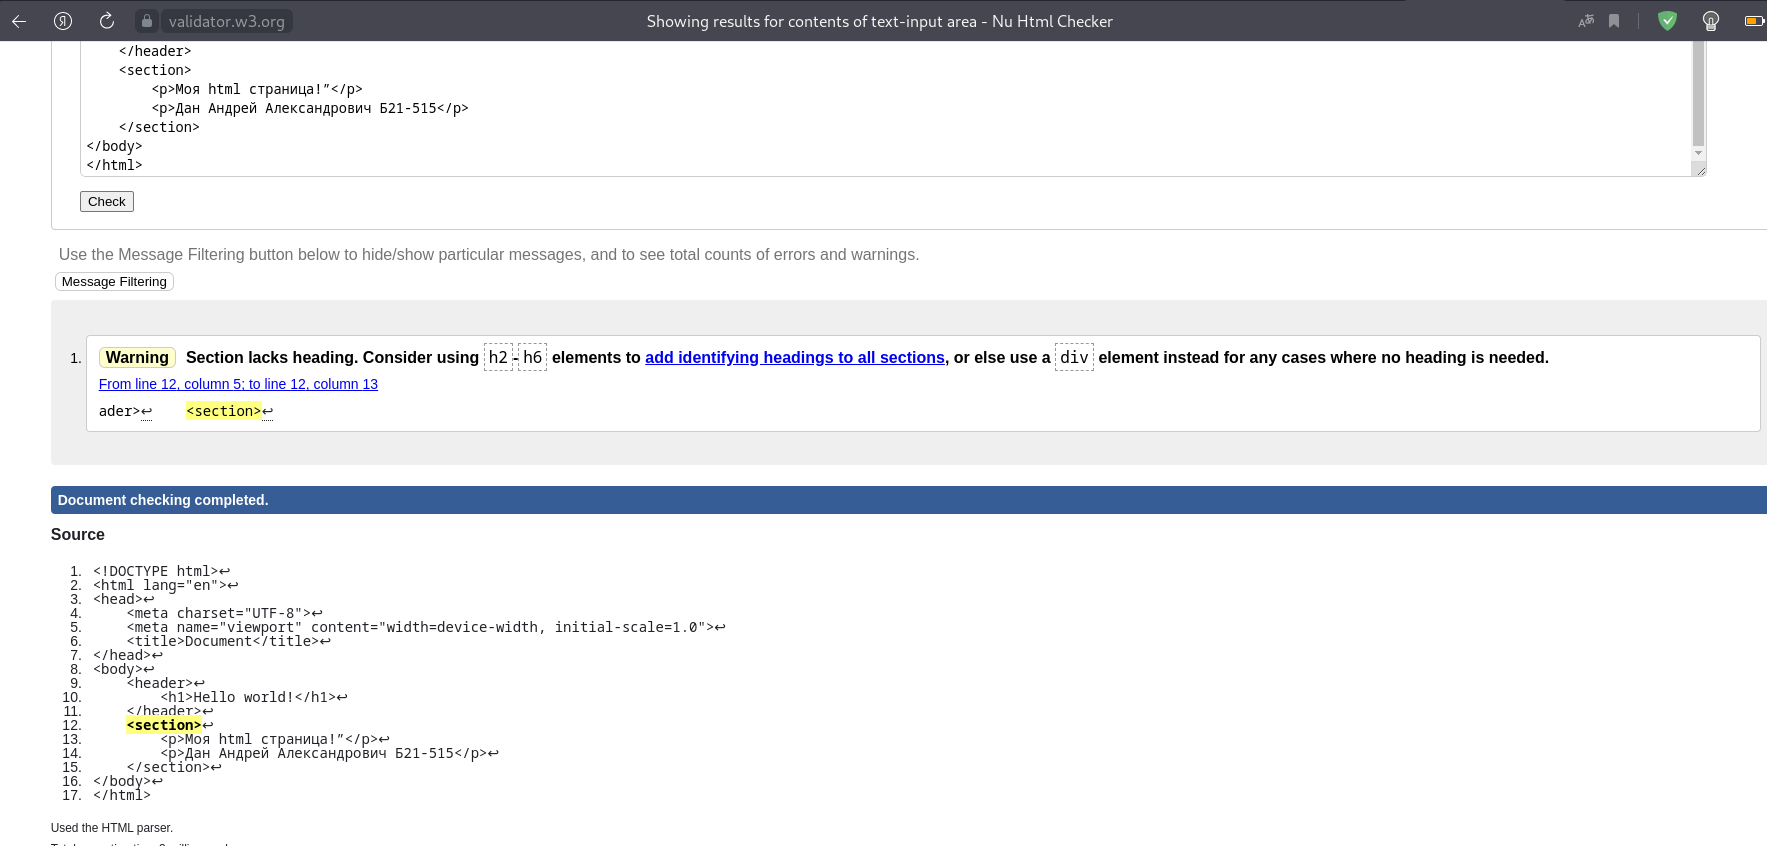 validator.w3.org Showing results for contents of text-input area - Nu Html Checker
</header>
<section>
<p>Моя html страница!”</p>
<p>Дан Андрей Александрович Б21-515</p>
</section>
</body>
</html>
Check
Use the Message Filtering button below to hide/show particular messages, and to see total counts of errors and warnings.
Message Filtering
1. Warning Section lacks heading. Consider using h2-h6 elements to add identifying headings to all sections, or else use a div element instead for any cases where no heading is needed.
From line 12, column 5; to line 12, column 13
ader>↩ <section>↩
Document checking completed.
Source
1. <!DOCTYPE html>↩
2. <html lang="en">↩
3. <head>↩
4. <meta charset="UTF-8">↩
5. <meta name="viewport" content="width=device-width, initial-scale=1.0">↩
6. <title>Document</title>↩
7. </head>↩
8. <body>↩
9. <header>↩
10. <h1>Hello world!</h1>↩
11. </header>↩
12. <section>↩
13. <p>Моя html страница!”</p>↩
14. <p>Дан Андрей Александрович Б21-515</p>↩
15. </section>↩
16. </body>↩
17. </html>
Used the HTML parser.